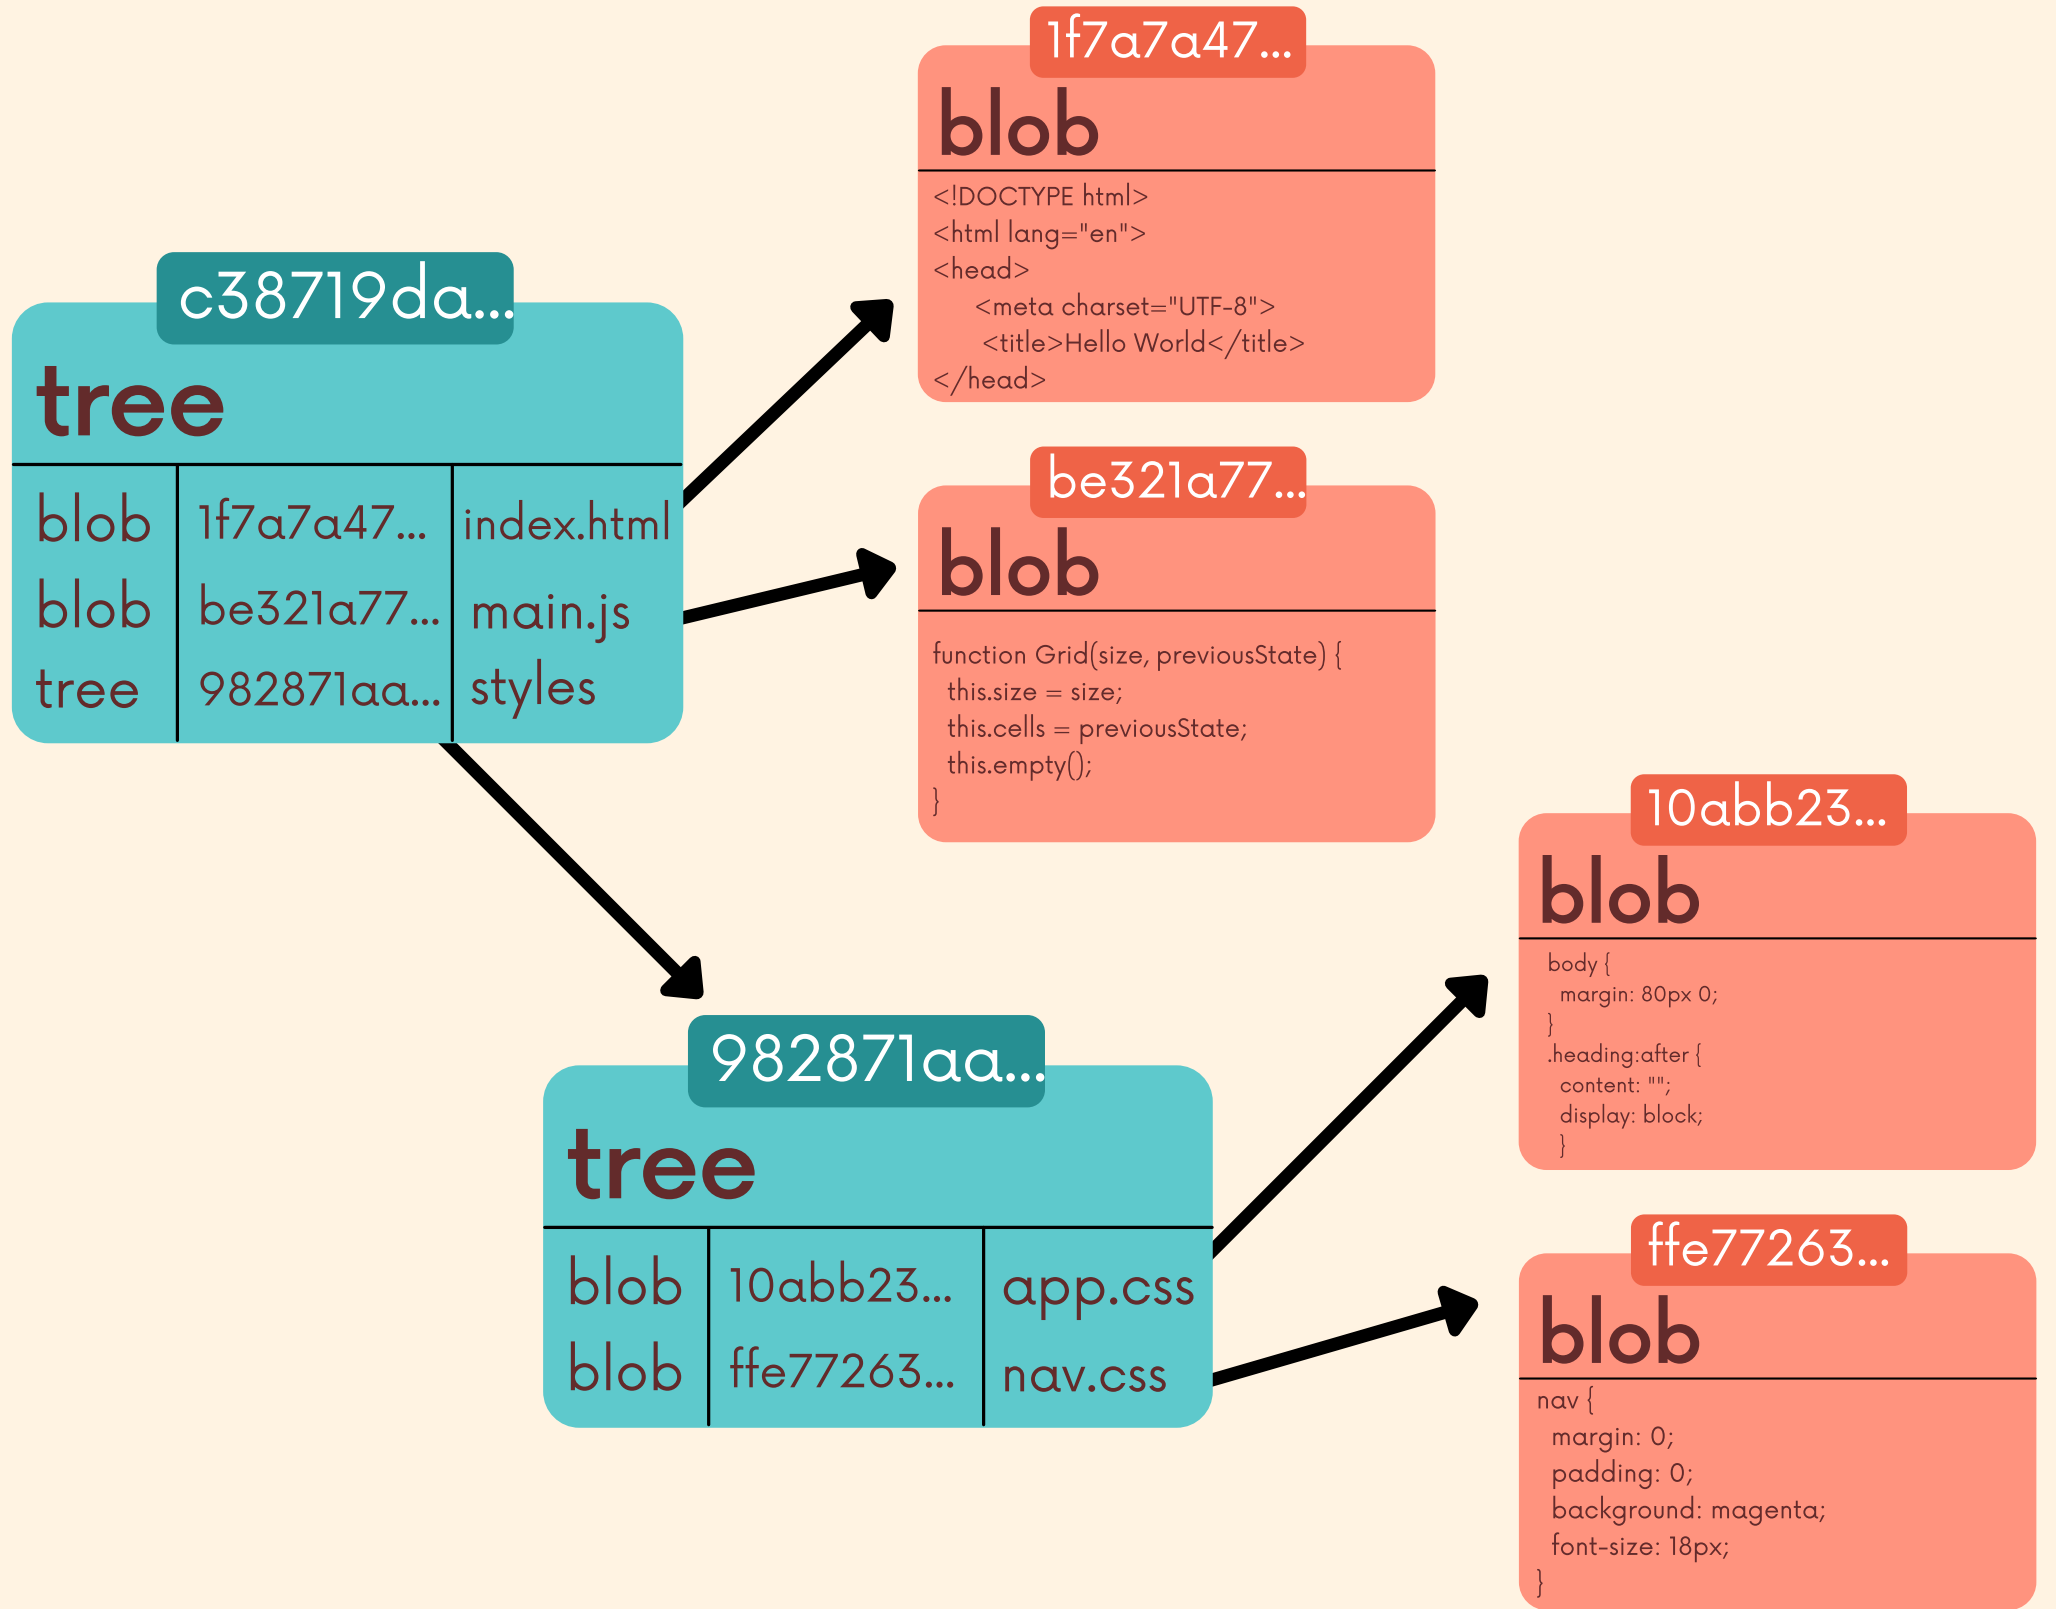 c38719da...
tree
blob 1f7a7a47... index.html
blob be321a77... main.js
tree 982871aa... styles
1f7a7a47...
blob
<!DOCTYPE html>
<html lang="en">
<head>
<meta charset="UTF-8">
<title>Hello World</title>
</head>
be321a77...
blob
function Grid(size, previousState) {
this.size = size;
this.cells = previousState;
this.empty();
}
982871aa...
tree
blob 10abb23... app.css
blob ffe77263... nav.css
10abb23...
blob
body {
margin: 80px 0;
}
.heading:after {
content: "";
display: block;
}
ffe77263...
blob
nav {
margin: 0;
padding: 0;
background: magenta;
font-size: 18px;
}